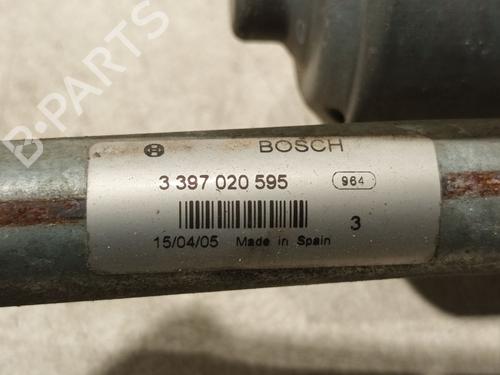 B-PARTS
BOSCH
3 397 020 595
964
15/04/05 Made in Spain
3